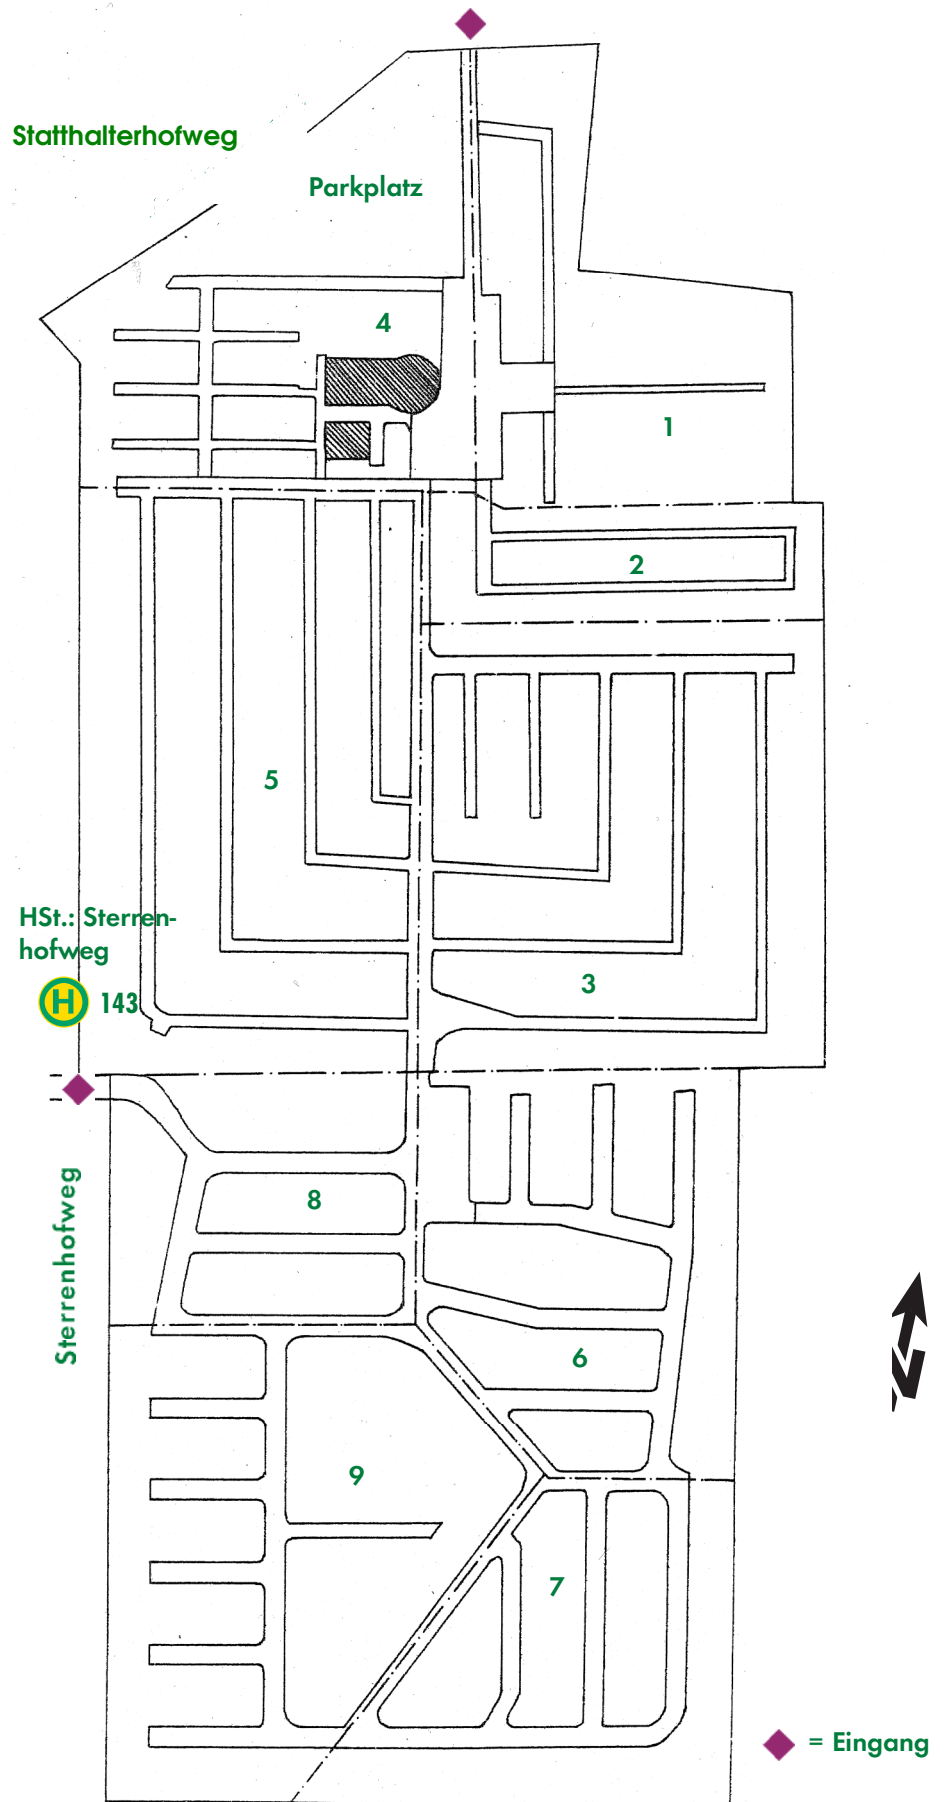 Statthalterhofweg
Parkplatz
4
1
2
5
HSt.: Sterren-
hofweg
H 143
3
8
Sterrenhofweg
6
9
7
= Eingang
N